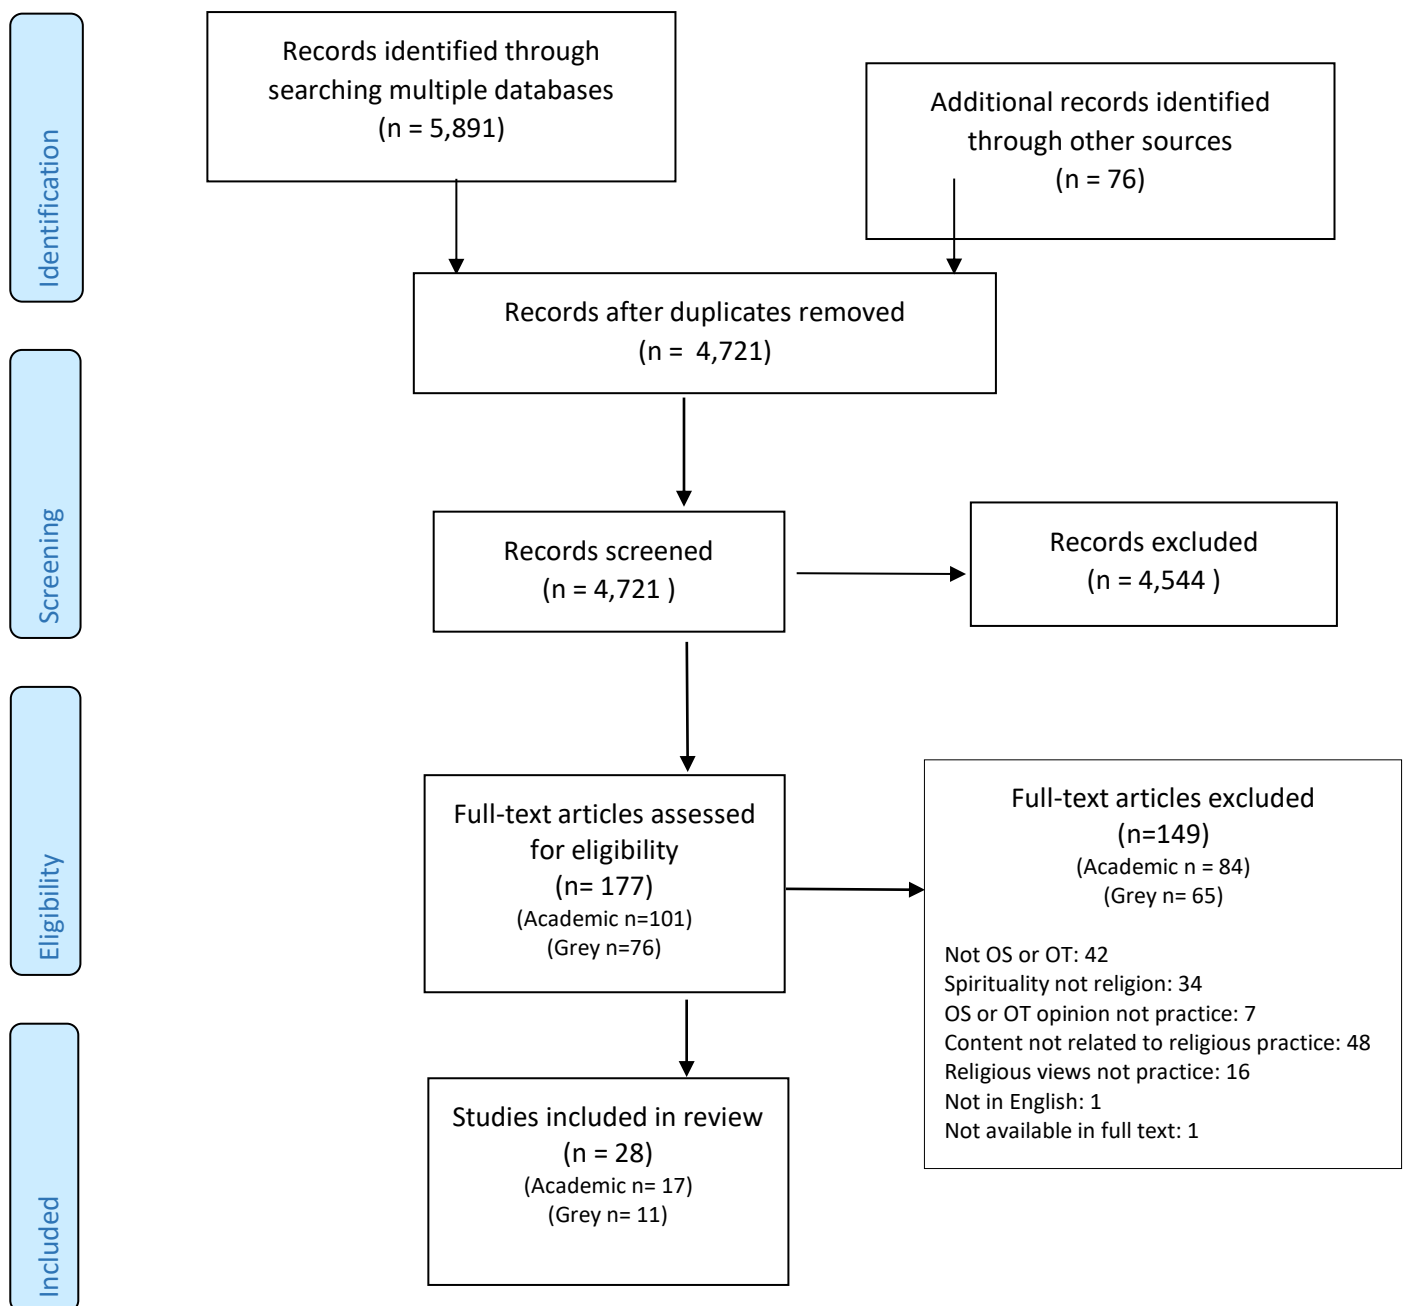 Identification
Records identified through
searching multiple databases
(n = 5,891)
Additional records identified
through other sources
(n = 76)
Records after duplicates removed
(n =  4,721)
Screening
Records screened
(n = 4,721 )
Records excluded
(n = 4,544 )
Eligibility
Full-text articles assessed
for eligibility
(n= 177)
(Academic n=101)
(Grey n=76)
Full-text articles excluded
(n=149)
(Academic n = 84)
(Grey n= 65)
Not OS or OT: 42
Spirituality not religion: 34
OS or OT opinion not practice: 7
Content not related to religious practice: 48
Religious views not practice: 16
Not in English: 1
Not available in full text: 1
Included
Studies included in review
(n = 28)
(Academic n= 17)
(Grey n= 11)